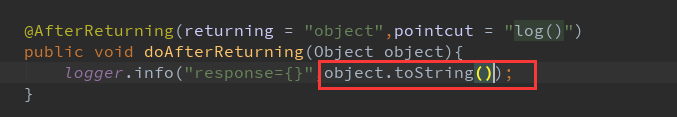 @AfterReturning(returning = "object",pointcut = "log()")
public void doAfterReturning(Object object){
logger.info("response={}",object.toString());
}